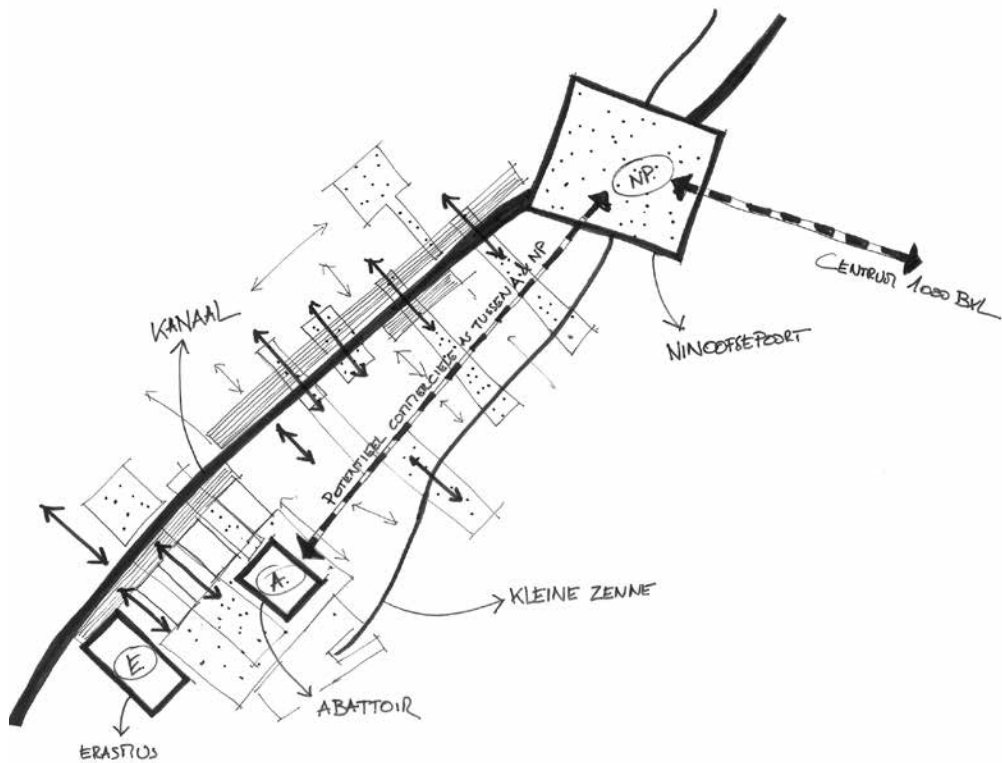 NP
CENTRUM 1000 BXL
NINOOFSEPOORT
KANAAL
POTENTIEEL COMMERCIELE AS TUSSEN A & NP
A.
KLEINE ZENNE
E
ABATTOIR
ERASMUS